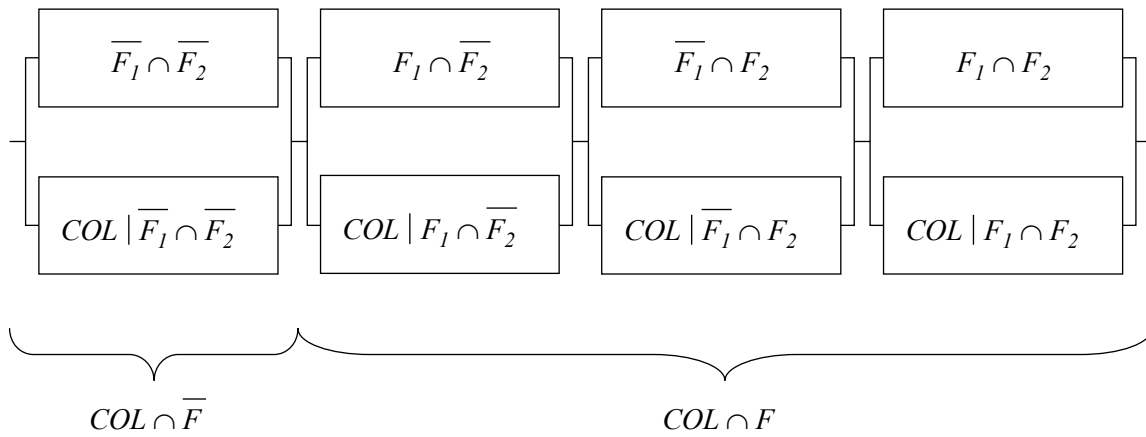 F̅₁ ∩ F̅₂
F₁ ∩ F̅₂
F̅₁ ∩ F₂
F₁ ∩ F₂
COL | F̅₁ ∩ F̅₂
COL | F₁ ∩ F̅₂
COL | F̅₁ ∩ F₂
COL | F₁ ∩ F₂
COL ∩ F̅
COL ∩ F